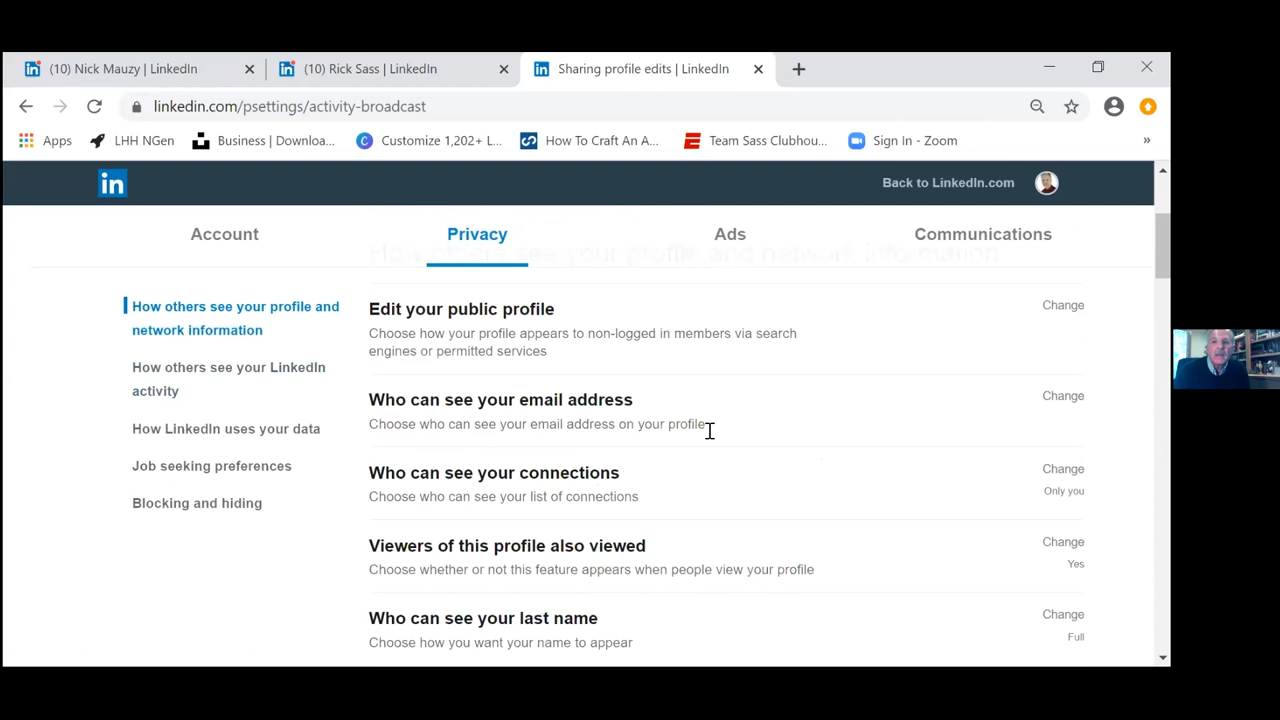 (10) Nick Mauzy | LinkedIn
(10) Rick Sass | LinkedIn
Sharing profile edits | LinkedIn
linkedin.com/psettings/activity-broadcast
Apps
LHH NGen
Business | Downloa...
Customize 1,202+ L...
How To Craft An A...
Team Sass Clubhou...
Sign In - Zoom
»
in
Back to LinkedIn.com
Account
Privacy
Ads
Communications
How others see your profile and network information
How others see your profile and
network information
How others see your LinkedIn
activity
How LinkedIn uses your data
Job seeking preferences
Blocking and hiding
Edit your public profile
Change
Choose how your profile appears to non-logged in members via search
engines or permitted services
Who can see your email address
Change
Choose who can see your email address on your profile
Who can see your connections
Change
Choose who can see your list of connections
Only you
Viewers of this profile also viewed
Change
Choose whether or not this feature appears when people view your profile
Yes
Who can see your last name
Change
Choose how you want your name to appear
Full